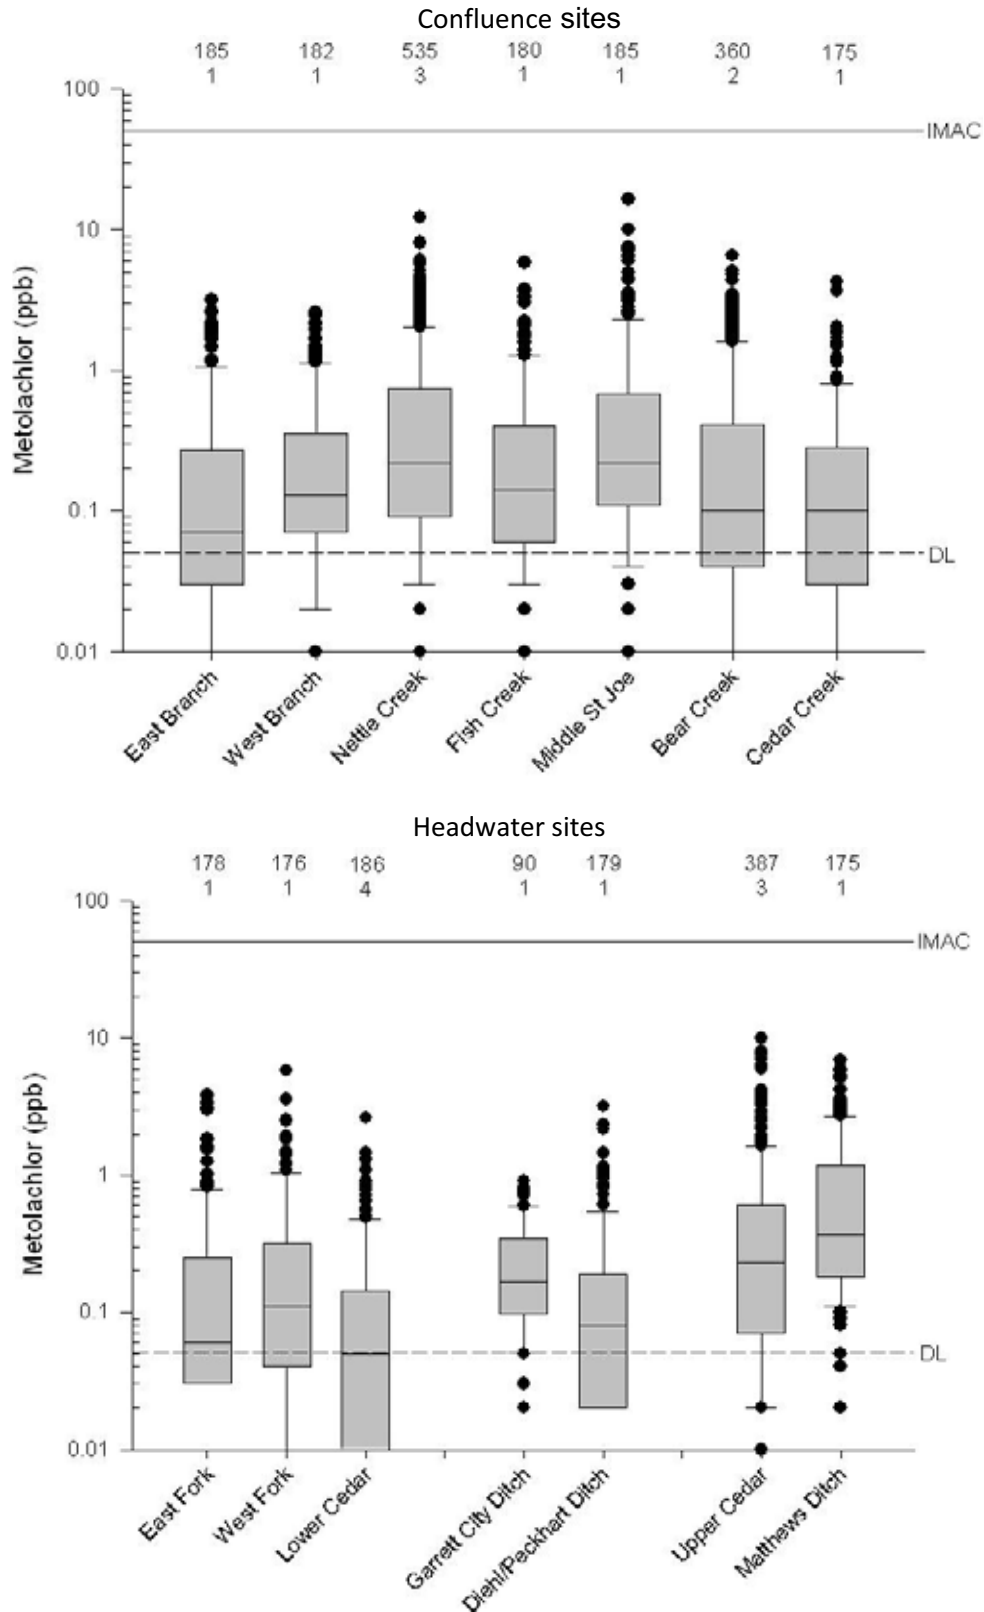 Confluence sites
185 182 535 180 185 360 175
1 1 3 1 1 2 1
100
IMAC
10
Metolachlor (ppb)
1
0.1
DL
0.01
East Branch
West Branch
Nettle Creek
Fish Creek
Middle St Joe
Bear Creek
Cedar Creek
Headwater sites
178 176 186 90 179 387 175
1 1 4 1 1 3 1
100
IMAC
10
Metolachlor (ppb)
1
0.1
DL
0.01
East Fork
West Fork
Lower Cedar
Garrett City Ditch
Diehl/Peckhart Ditch
Upper Cedar
Matthews Ditch